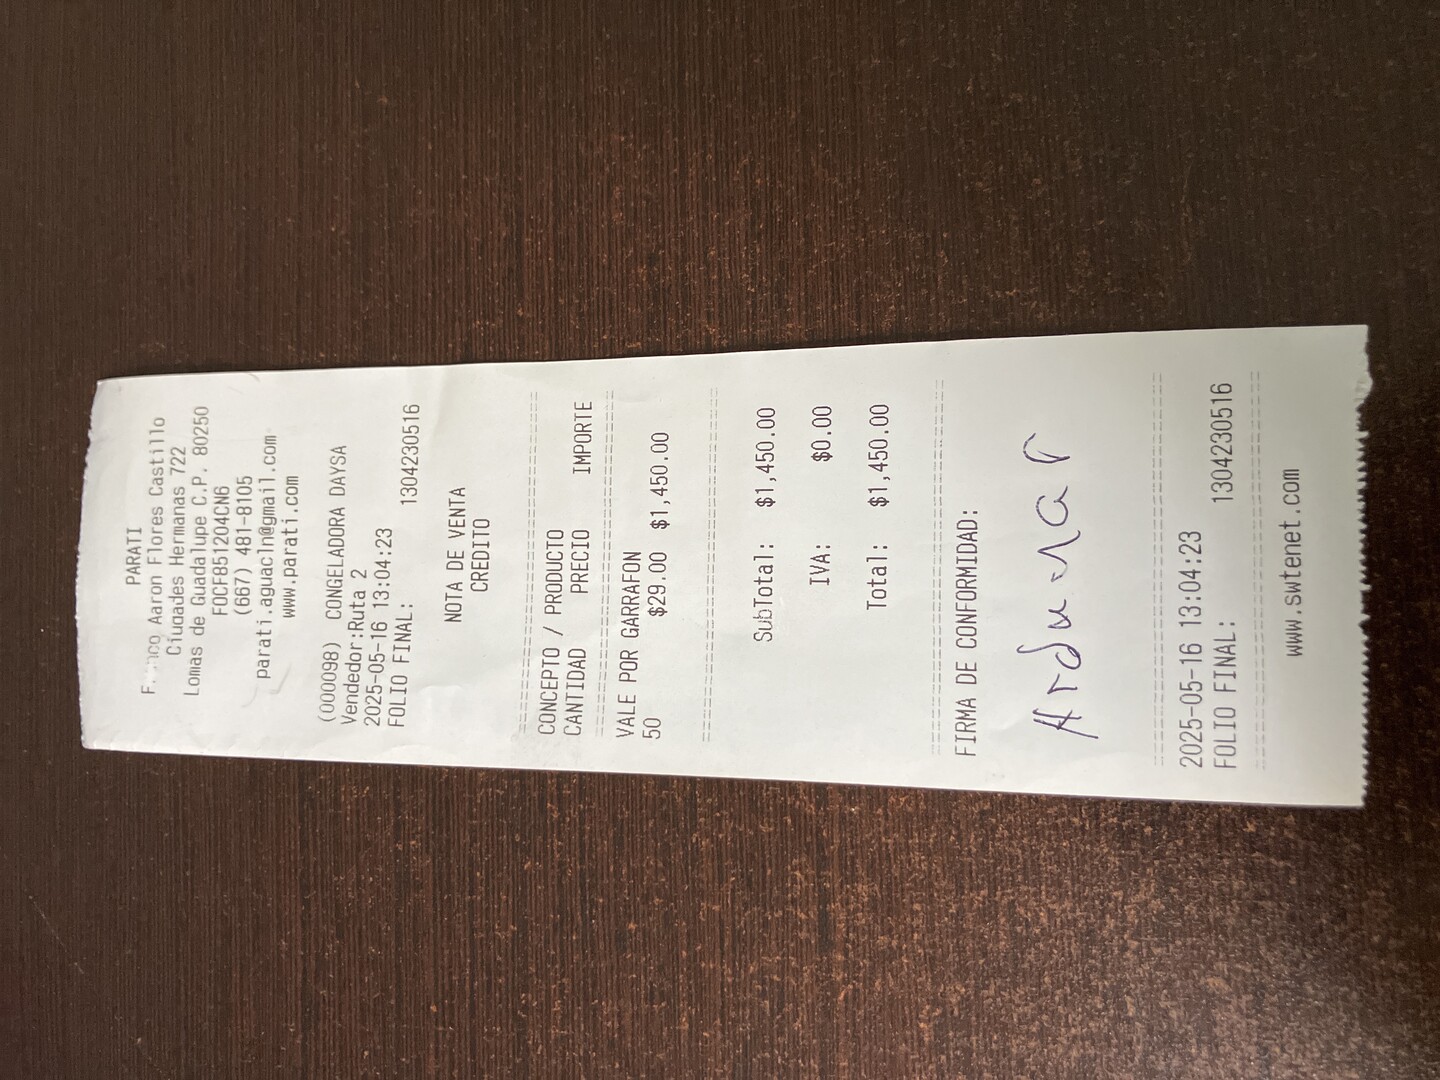 PARATI
Aaron Flores Castillo
Ciudades Hermanas 722
Lomas de Guadalupe C.P. 80250
FOCF851204CN6
(667) 481-8105
parati.aguacln@gmail.com
www.parati.com
(000098) CONGELADORA DAYSA
Vendedor:Ruta 2
2025-05-16 13:04:23
FOLIO FINAL: 1304230516
NOTA DE VENTA
CREDITO
CONCEPTO / PRODUCTO
CANTIDAD PRECIO IMPORTE
VALE POR GARRAFON
50 $29.00 $1,450.00
SubTotal: $1,450.00
IVA: $0.00
Total: $1,450.00
FIRMA DE CONFORMIDAD:
2025-05-16 13:04:23
FOLIO FINAL: 1304230516
www.swtenet.com